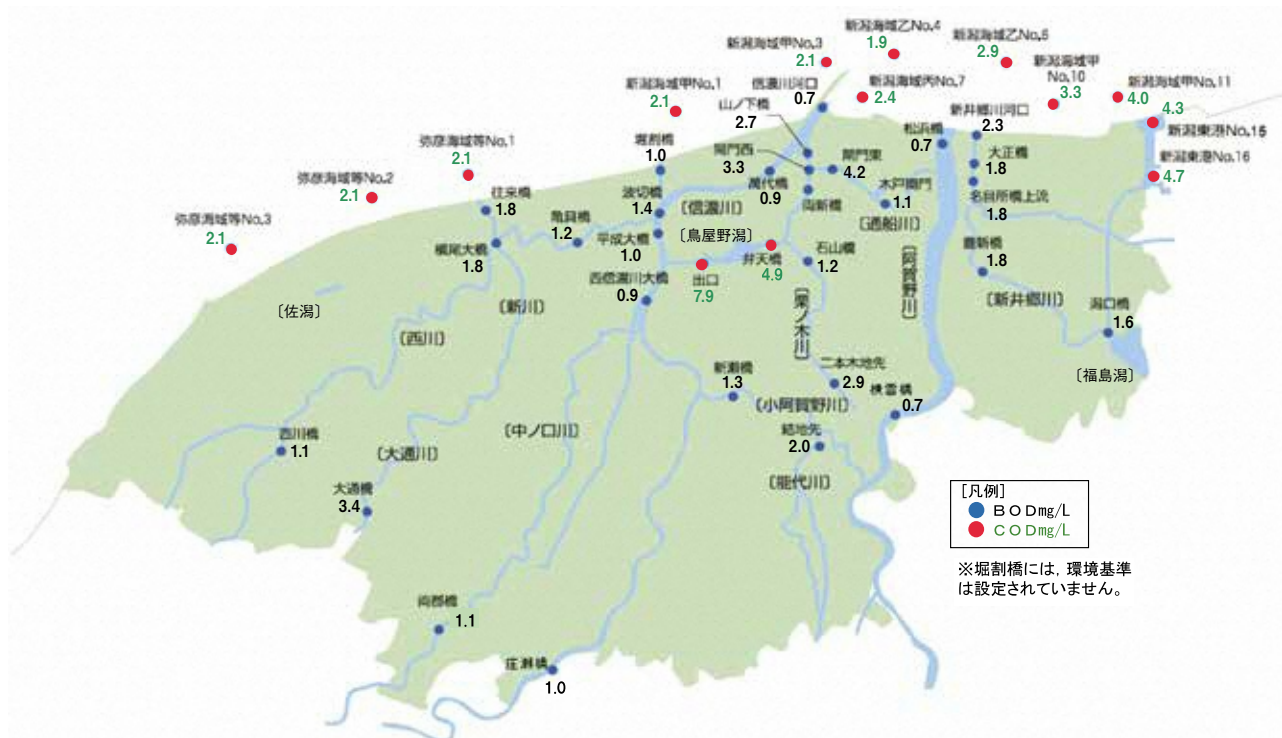 新潟海域乙No.4
1.9
新潟海域甲No.3
2.1
新潟海域乙No.5
2.9
新潟海域甲
No.10
3.3
新潟海域甲No.11
4.0
4.3
新潟東港No.15
新潟東港No.16
4.7
新潟海域丙No.7
2.4
新潟海域甲No.1
2.1
信濃川河口
0.7
山ノ下橋
2.7
閘門西
3.3
閘門東
4.2
松浜橋
0.7
新井郷川河口
2.3
大正橋
1.8
名目所橋上流
1.8
木戸閘門
1.1
〔通船川〕
両新橋
萬代橋
0.9
堀割橋
1.0
波切橋
1.4
〔信濃川〕
平成大橋
1.0
〔鳥屋野潟〕
弁天橋
4.9
出口
7.9
石山橋
1.2
〔栗ノ木川〕
〔阿賀野川〕
最新橋
1.8
〔新井郷川〕
潟口橋
1.6
〔福島潟〕
弥彦海域等No.1
2.1
弥彦海域等No.2
2.1
弥彦海域等No.3
2.1
往来橋
1.8
亀貝橋
1.2
槇尾大橋
1.8
西信濃川大橋
0.9
〔佐潟〕
〔西川〕
〔新川〕
新瀬橋
1.3
二本木地先
2.9
〔小阿賀野川〕
横雲橋
0.7
結地先
2.0
〔能代川〕
〔中ノ口川〕
西川橋
1.1
〔大通川〕
大通橋
3.4
両郡橋
1.1
庄瀬橋
1.0
［凡例］
ＢＯＤmg/L
ＣＯＤmg/L
※堀割橋には，環境基準
は設定されていません。